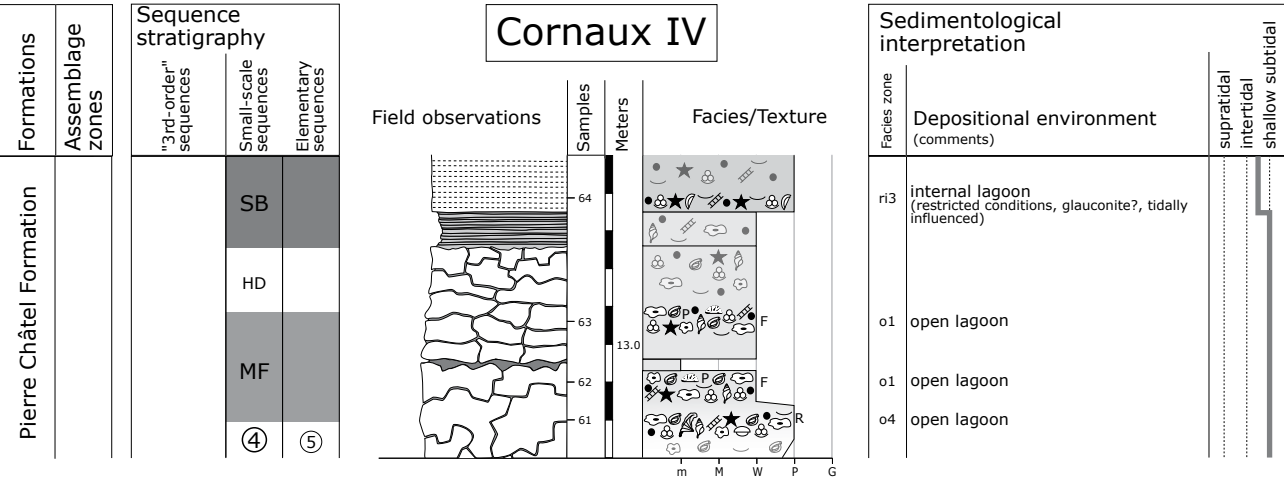 Cornaux IV
Formations
Assemblage
zones
Sequence
stratigraphy
"3rd-order"
sequences
Small-scale
sequences
Elementary
sequences
Field observations
Samples
Meters
Facies/Texture
Sedimentological
interpretation
Facies zone
Depositional environment
(comments)
supratidal
intertidal
shallow subtidal
Pierre Châtel Formation
SB
HD
MF
④ ⑤
64
63
62
61
13.0
P
F
P
F
R
m M W P G
ri3
internal lagoon
(restricted conditions, glauconite?, tidally
influenced)
o1 open lagoon
o1 open lagoon
o4 open lagoon